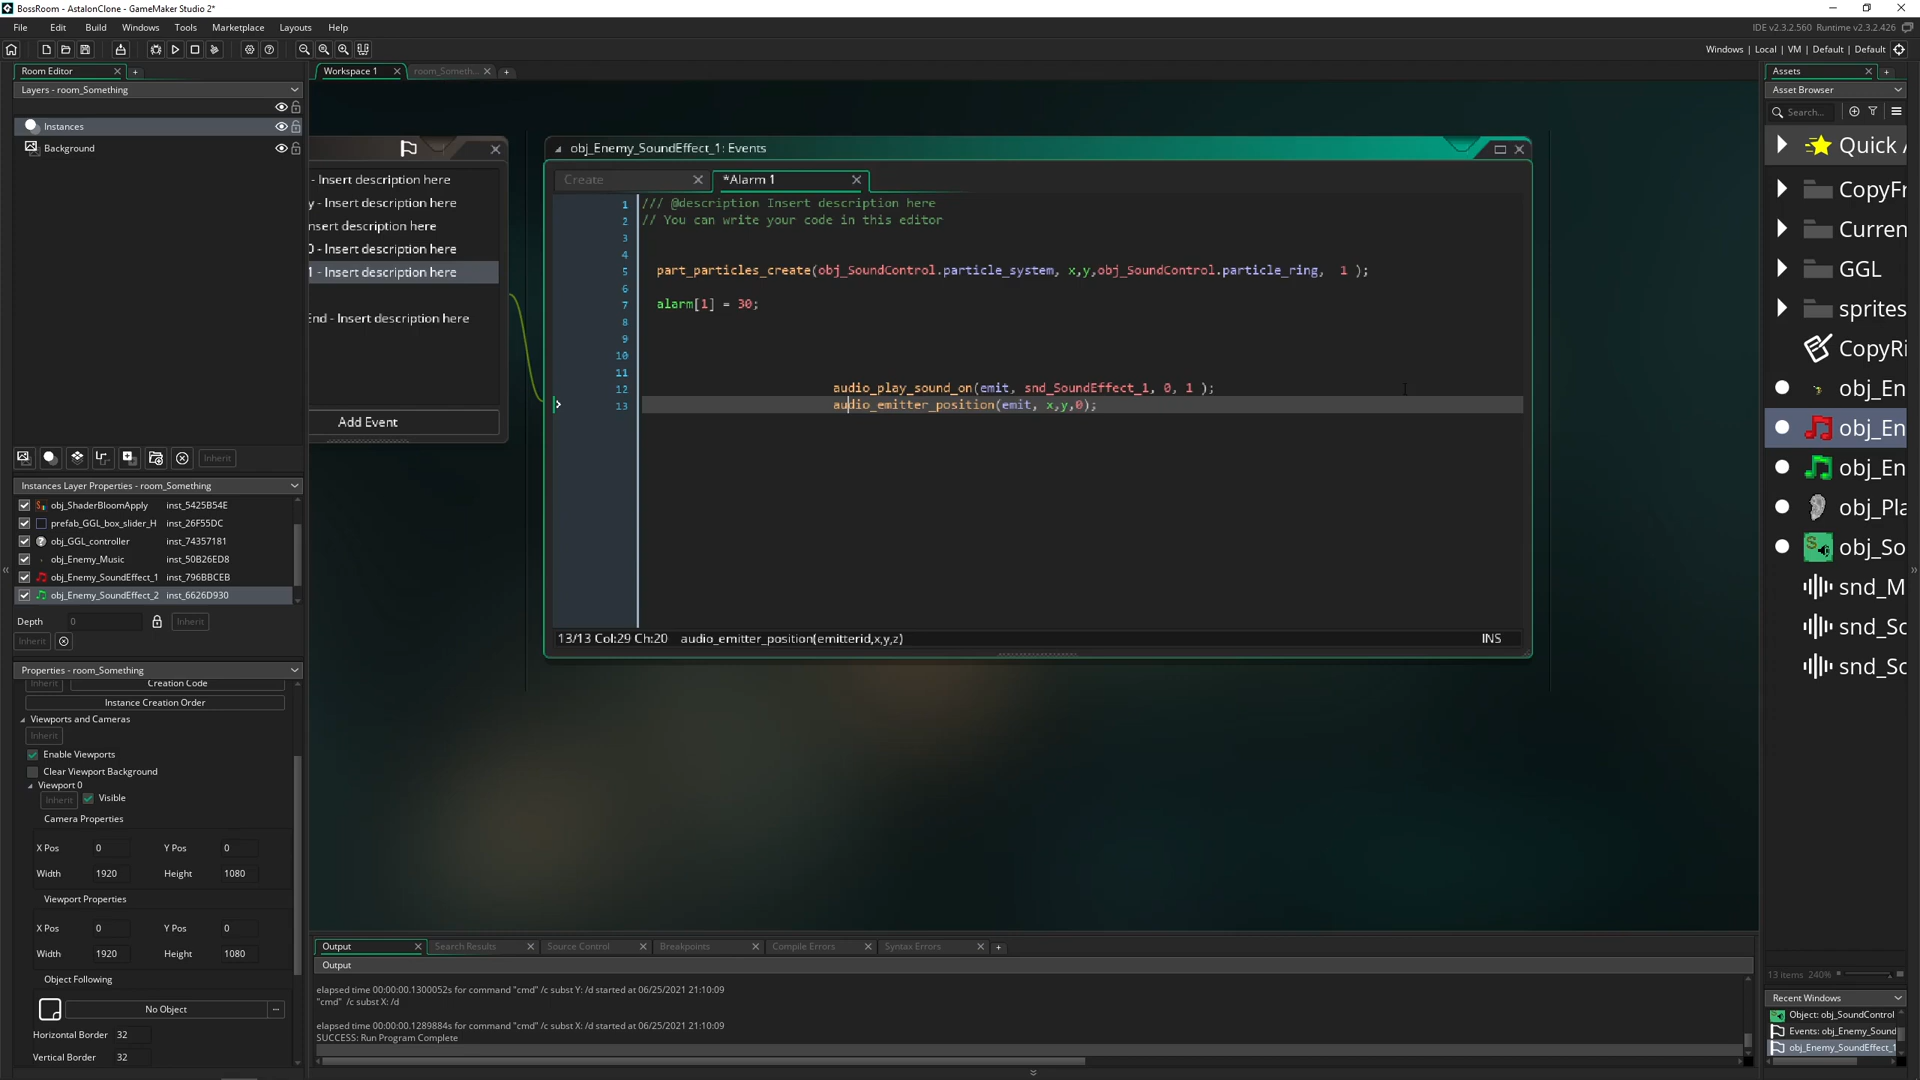 BossRoom - AstalonClone - GameMaker Studio 2*
File Edit Build Windows Tools Marketplace Layouts Help
IDE v2.3.2.560 Runtime v2.3.2.426
Windows | Local | VM | Default | Default
Room Editor
Layers - room_Something
Instances
Background
Inherit
Instances Layer Properties - room_Something
obj_ShaderBloomApply inst_5425B54E
prefab_GGL_box_slider_H inst_26F55DC
obj_GGL_controller inst_74357181
obj_Enemy_Music inst_50B26ED8
obj_Enemy_SoundEffect_1 inst_796BBCEB
obj_Enemy_SoundEffect_2 inst_6626D930
Depth 0 Inherit
Inherit
Properties - room_Something
Inherit Creation Code
Instance Creation Order
Viewports and Cameras
Inherit
Enable Viewports
Clear Viewport Background
Viewport 0
Inherit Visible
Camera Properties
X Pos 0 Y Pos 0
Width 1920 Height 1080
Viewport Properties
X Pos 0 Y Pos 0
Width 1920 Height 1080
Object Following
No Object ...
Horizontal Border 32
Vertical Border 32
Workspace 1 room_Someth...
- Insert description here
y - Insert description here
nsert description here
0 - Insert description here
1 - Insert description here
End - Insert description here
Add Event
obj_Enemy_SoundEffect_1: Events
Create *Alarm 1
1 /// @description Insert description here
2 // You can write your code in this editor
3
4
5 part_particles_create(obj_SoundControl.particle_system, x,y,obj_SoundControl.particle_ring, 1 );
6
7 alarm[1] = 30;
8
9
10
11
12 audio_play_sound_on(emit, snd_SoundEffect_1, 0, 1 );
13 audio_emitter_position(emit, x,y,0);
13/13 Col:29 Ch:20 audio_emitter_position(emitterid,x,y,z) INS
Output Search Results Source Control Breakpoints Compile Errors Syntax Errors
Output
elapsed time 00:00:00.1300052s for command "cmd" /c subst Y: /d started at 06/25/2021 21:10:09
"cmd" /c subst X: /d
elapsed time 00:00:00.1289884s for command "cmd" /c subst X: /d started at 06/25/2021 21:10:09
SUCCESS: Run Program Complete
Assets
Asset Browser
Search...
Quick A
CopyFr
Curren
GGL
sprites
CopyRi
obj_En
obj_En
obj_En
obj_Pla
obj_So
snd_M
snd_So
snd_So
13 items 240%
Recent Windows
Object: obj_SoundControl
Events: obj_Enemy_Sound
obj_Enemy_SoundEffect_1